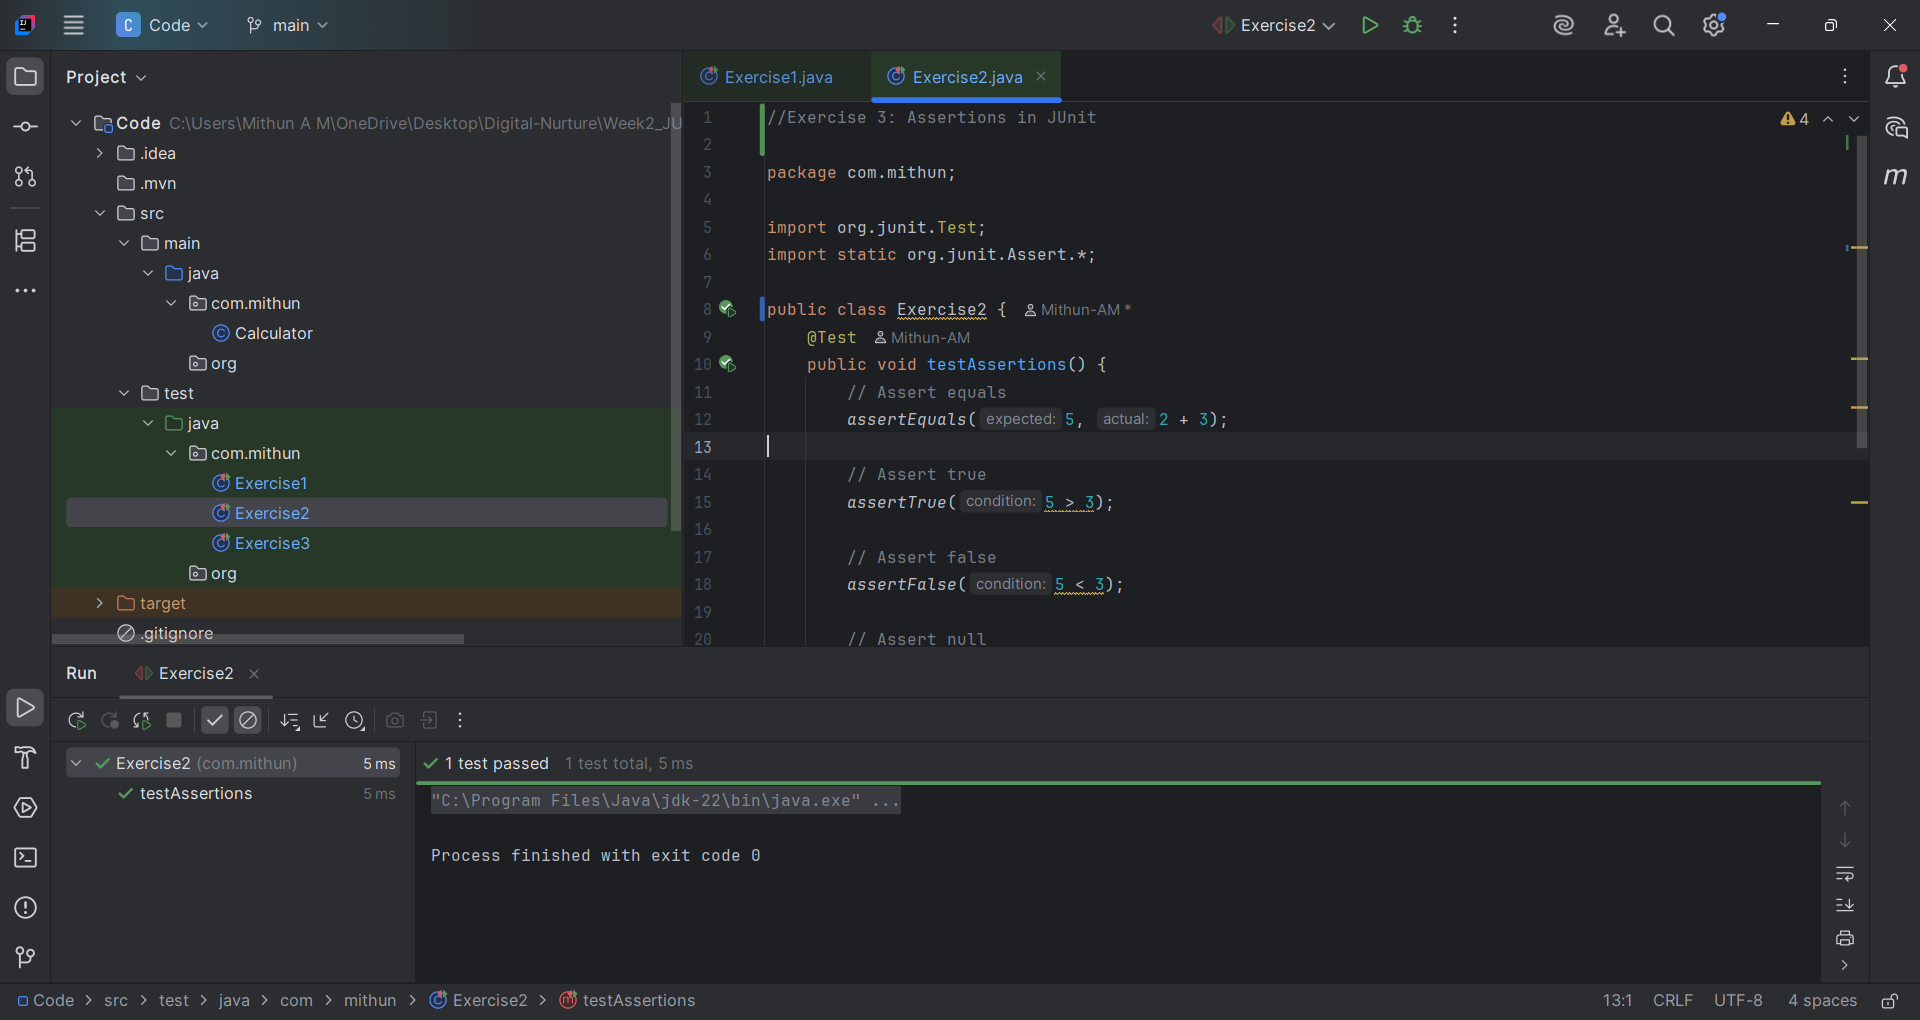 C Code main Exercise2
Project
Exercise1.java
Exercise2.java
Code C:\Users\Mithun A M\OneDrive\Desktop\Digital-Nurture\Week2_JU
.idea
.mvn
src
main
java
com.mithun
Calculator
org
test
java
com.mithun
Exercise1
Exercise2
Exercise3
org
target
.gitignore
4
1 //Exercise 3: Assertions in JUnit
2
3 package com.mithun;
4
5 import org.junit.Test;
6 import static org.junit.Assert.*;
7
8 public class Exercise2 { Mithun-AM *
9 @Test Mithun-AM
10 public void testAssertions() {
11 // Assert equals
12 assertEquals( expected: 5, actual: 2 + 3);
13
14 // Assert true
15 assertTrue( condition: 5 > 3);
16
17 // Assert false
18 assertFalse( condition: 5 < 3);
19
20 // Assert null
m
Run Exercise2
Exercise2 (com.mithun) 5 ms
testAssertions 5 ms
1 test passed 1 test total, 5 ms
"C:\Program Files\Java\jdk-22\bin\java.exe" ...
Process finished with exit code 0
Code > src > test > java > com > mithun > Exercise2 > testAssertions
13:1 CRLF UTF-8 4 spaces